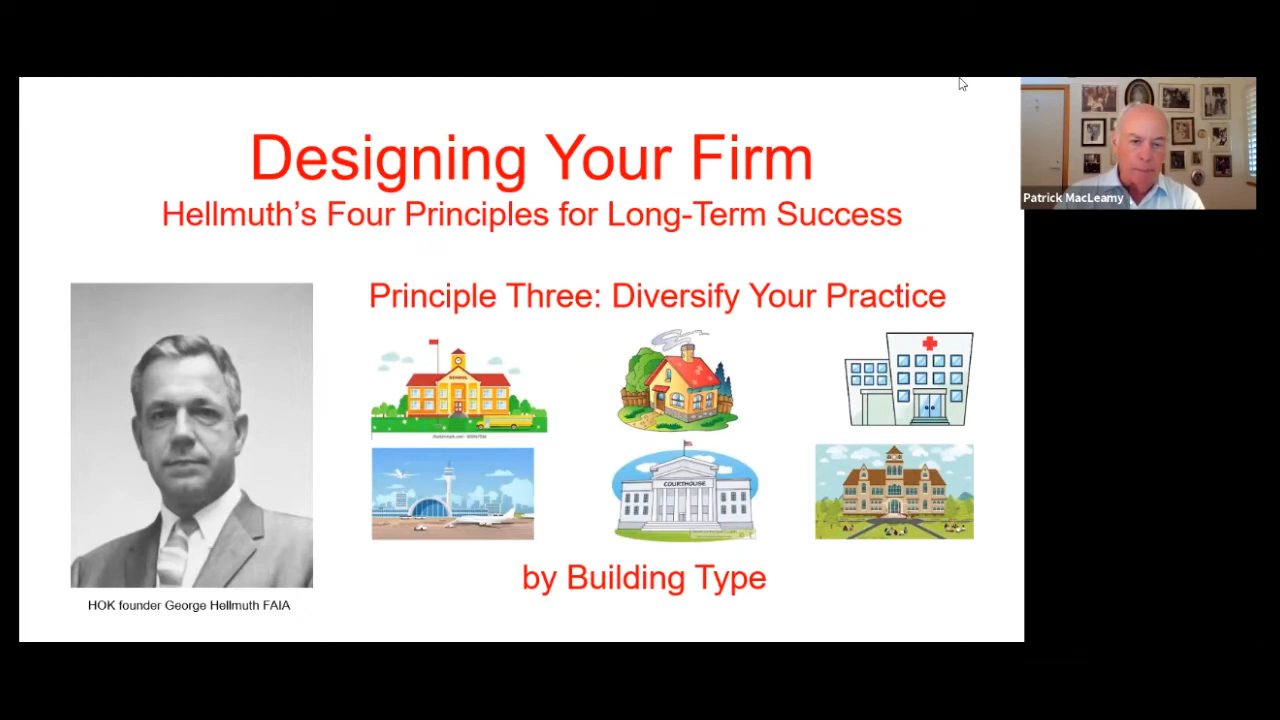 Designing Your Firm
Hellmuth's Four Principles for Long-Term Success
Patrick MacLeamy
Principle Three: Diversify Your Practice
SCHOOL
COURTHOUSE
by Building Type
HOK founder George Hellmuth FAIA